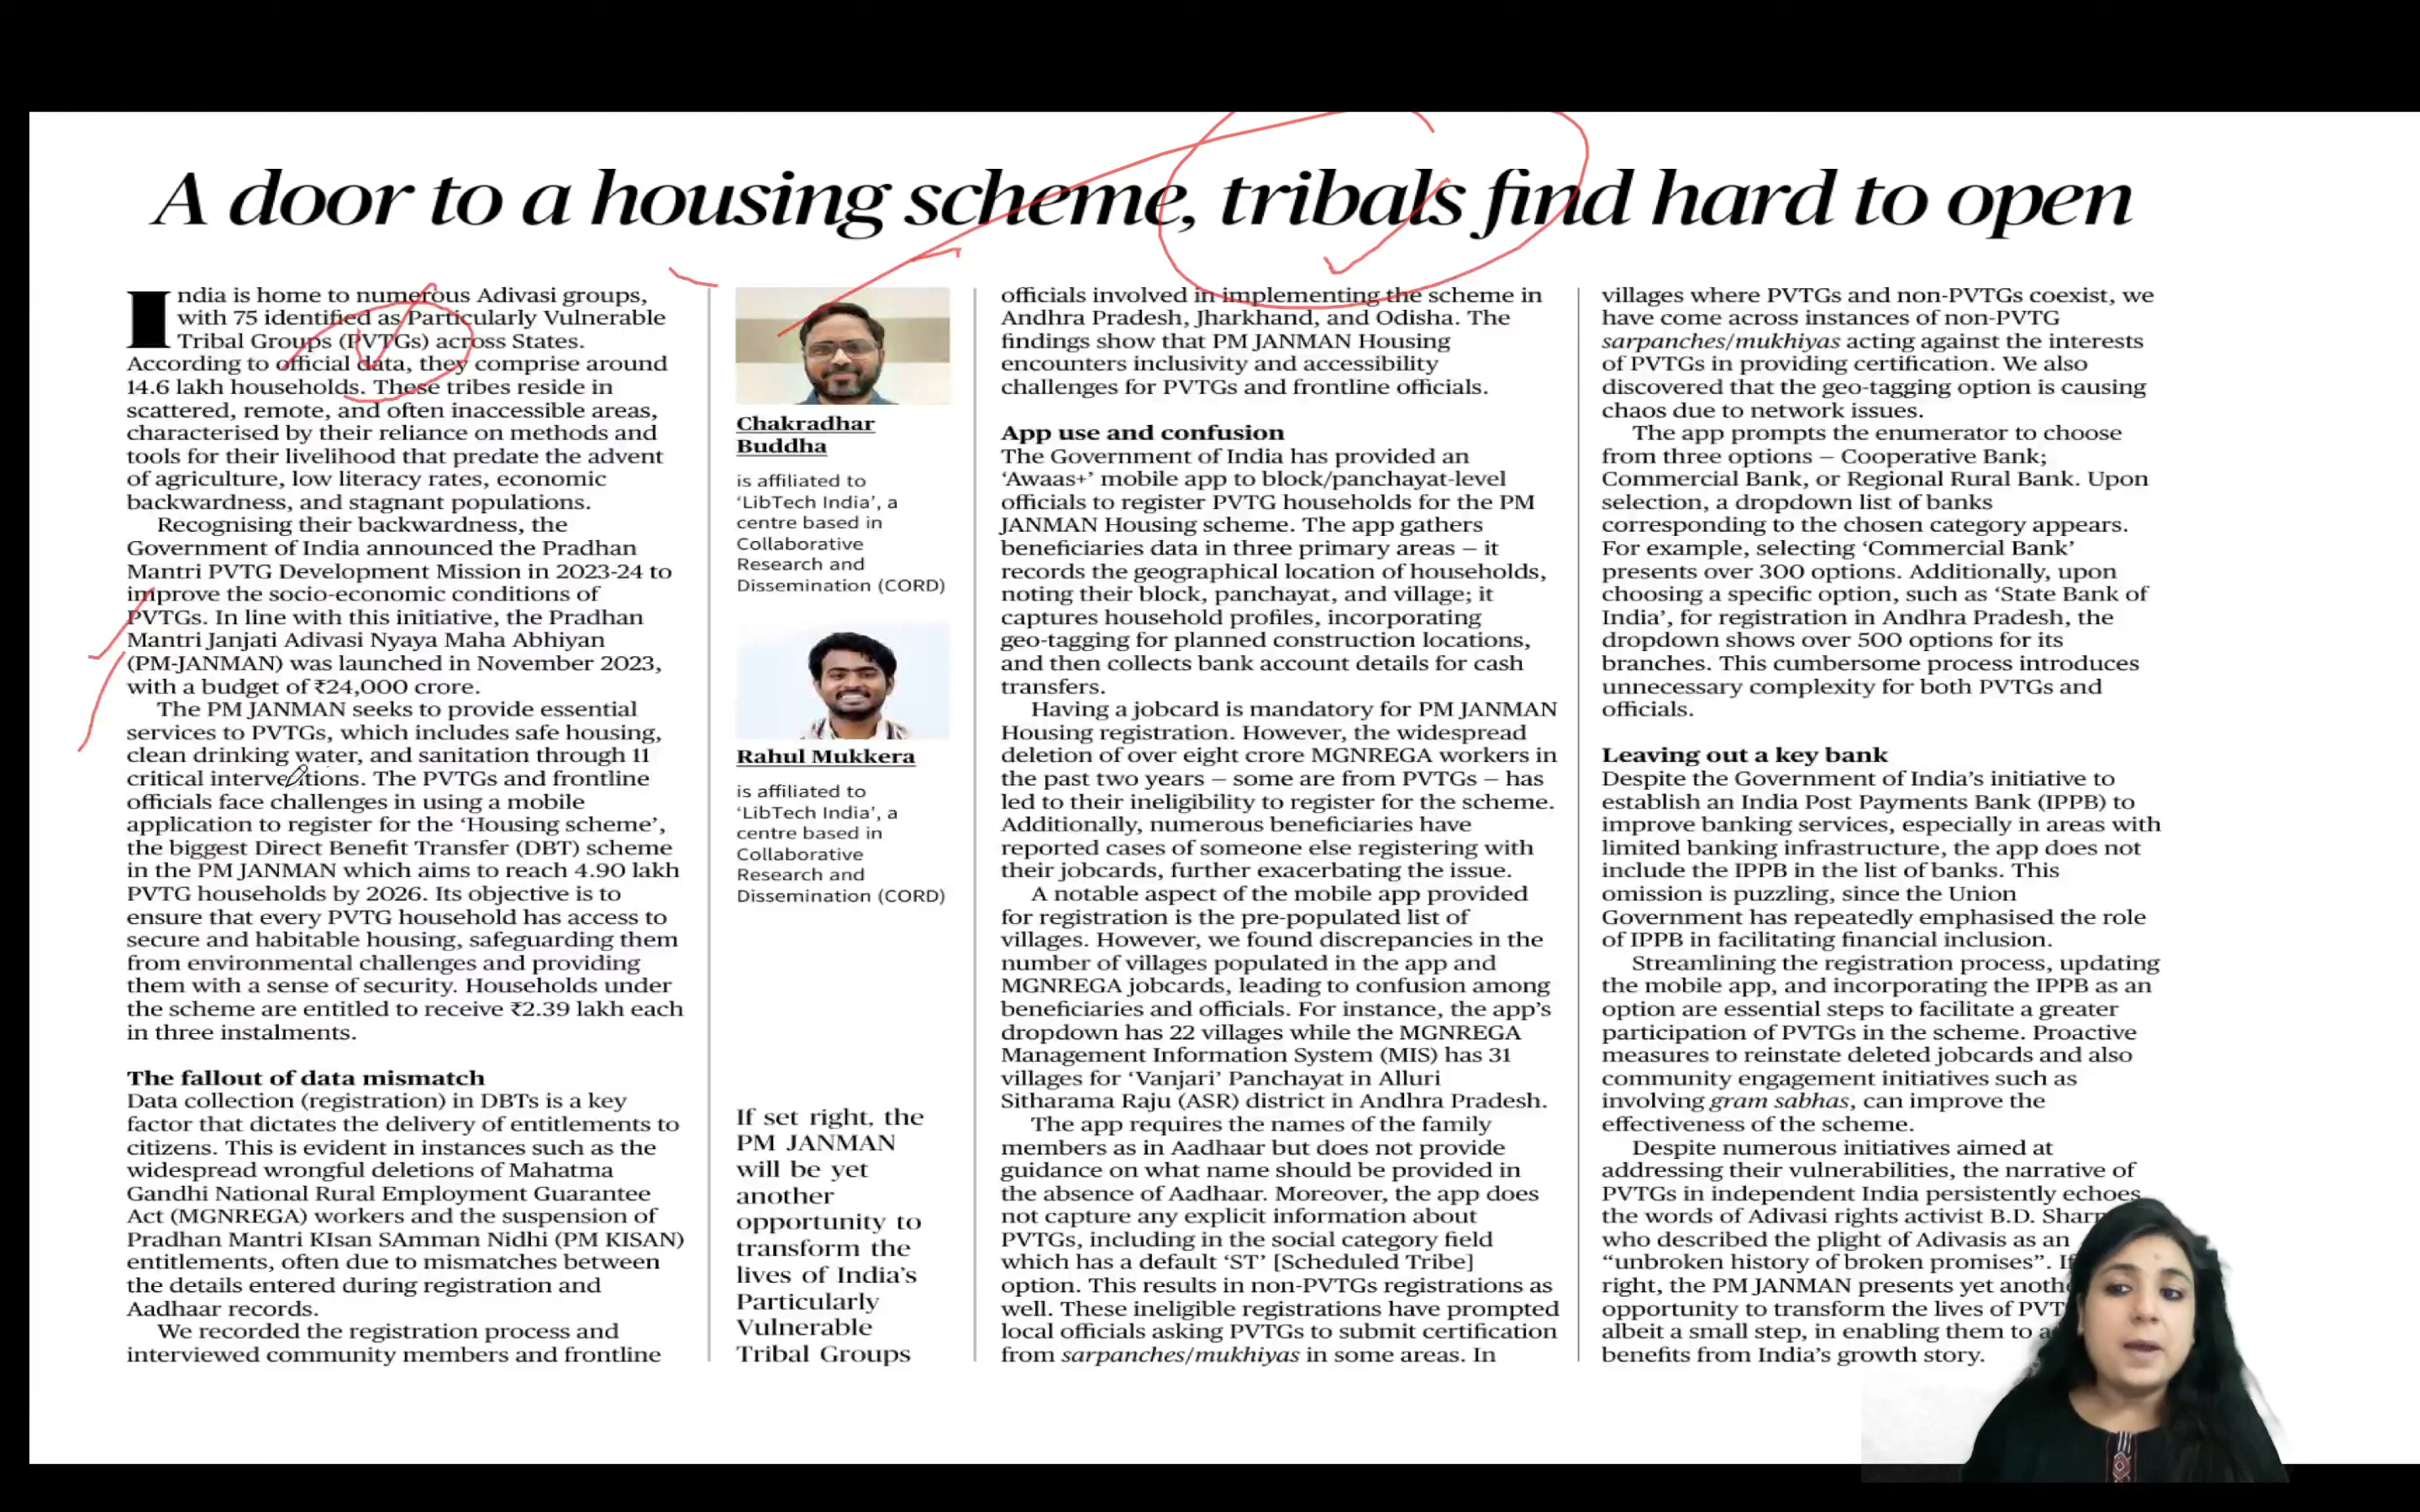 A door to a housing scheme, tribals find hard to open
India is home to numerous Adivasi groups,
with 75 identified as Particularly Vulnerable
Tribal Groups (PVTGs) across States.
According to official data, they comprise around
14.6 lakh households. These tribes reside in
scattered, remote, and often inaccessible areas,
characterised by their reliance on methods and
tools for their livelihood that predate the advent
of agriculture, low literacy rates, economic
backwardness, and stagnant populations.
Recognising their backwardness, the
Government of India announced the Pradhan
Mantri PVTG Development Mission in 2023-24 to
improve the socio-economic conditions of
PVTGs. In line with this initiative, the Pradhan
Mantri Janjati Adivasi Nyaya Maha Abhiyan
(PM-JANMAN) was launched in November 2023,
with a budget of ₹24,000 crore.
The PM JANMAN seeks to provide essential
services to PVTGs, which includes safe housing,
clean drinking water, and sanitation through 11
critical interventions. The PVTGs and frontline
officials face challenges in using a mobile
application to register for the ‘Housing scheme’,
the biggest Direct Benefit Transfer (DBT) scheme
in the PM JANMAN which aims to reach 4.90 lakh
PVTG households by 2026. Its objective is to
ensure that every PVTG household has access to
secure and habitable housing, safeguarding them
from environmental challenges and providing
them with a sense of security. Households under
the scheme are entitled to receive ₹2.39 lakh each
in three instalments.
The fallout of data mismatch
Data collection (registration) in DBTs is a key
factor that dictates the delivery of entitlements to
citizens. This is evident in instances such as the
widespread wrongful deletions of Mahatma
Gandhi National Rural Employment Guarantee
Act (MGNREGA) workers and the suspension of
Pradhan Mantri KIsan SAmman Nidhi (PM KISAN)
entitlements, often due to mismatches between
the details entered during registration and
Aadhaar records.
We recorded the registration process and
interviewed community members and frontline
Chakradhar
Buddha
is affiliated to
‘LibTech India’, a
centre based in
Collaborative
Research and
Dissemination (CORD)
Rahul Mukkera
is affiliated to
‘LibTech India’, a
centre based in
Collaborative
Research and
Dissemination (CORD)
If set right, the
PM JANMAN
will be yet
another
opportunity to
transform the
lives of India’s
Particularly
Vulnerable
Tribal Groups
officials involved in implementing the scheme in
Andhra Pradesh, Jharkhand, and Odisha. The
findings show that PM JANMAN Housing
encounters inclusivity and accessibility
challenges for PVTGs and frontline officials.
App use and confusion
The Government of India has provided an
‘Awaas+’ mobile app to block/panchayat-level
officials to register PVTG households for the PM
JANMAN Housing scheme. The app gathers
beneficiaries data in three primary areas — it
records the geographical location of households,
noting their block, panchayat, and village; it
captures household profiles, incorporating
geo-tagging for planned construction locations,
and then collects bank account details for cash
transfers.
Having a jobcard is mandatory for PM JANMAN
Housing registration. However, the widespread
deletion of over eight crore MGNREGA workers in
the past two years — some are from PVTGs — has
led to their ineligibility to register for the scheme.
Additionally, numerous beneficiaries have
reported cases of someone else registering with
their jobcards, further exacerbating the issue.
A notable aspect of the mobile app provided
for registration is the pre-populated list of
villages. However, we found discrepancies in the
number of villages populated in the app and
MGNREGA jobcards, leading to confusion among
beneficiaries and officials. For instance, the app’s
dropdown has 22 villages while the MGNREGA
Management Information System (MIS) has 31
villages for ‘Vanjari’ Panchayat in Alluri
Sitharama Raju (ASR) district in Andhra Pradesh.
The app requires the names of the family
members as in Aadhaar but does not provide
guidance on what name should be provided in
the absence of Aadhaar. Moreover, the app does
not capture any explicit information about
PVTGs, including in the social category field
which has a default ‘ST’ [Scheduled Tribe]
option. This results in non-PVTGs registrations as
well. These ineligible registrations have prompted
local officials asking PVTGs to submit certification
from sarpanches/mukhiyas in some areas. In
villages where PVTGs and non-PVTGs coexist, we
have come across instances of non-PVTG
sarpanches/mukhiyas acting against the interests
of PVTGs in providing certification. We also
discovered that the geo-tagging option is causing
chaos due to network issues.
The app prompts the enumerator to choose
from three options — Cooperative Bank;
Commercial Bank, or Regional Rural Bank. Upon
selection, a dropdown list of banks
corresponding to the chosen category appears.
For example, selecting ‘Commercial Bank’
presents over 300 options. Additionally, upon
choosing a specific option, such as ‘State Bank of
India’, for registration in Andhra Pradesh, the
dropdown shows over 500 options for its
branches. This cumbersome process introduces
unnecessary complexity for both PVTGs and
officials.
Leaving out a key bank
Despite the Government of India’s initiative to
establish an India Post Payments Bank (IPPB) to
improve banking services, especially in areas with
limited banking infrastructure, the app does not
include the IPPB in the list of banks. This
omission is puzzling, since the Union
Government has repeatedly emphasised the role
of IPPB in facilitating financial inclusion.
Streamlining the registration process, updating
the mobile app, and incorporating the IPPB as an
option are essential steps to facilitate a greater
participation of PVTGs in the scheme. Proactive
measures to reinstate deleted jobcards and also
community engagement initiatives such as
involving gram sabhas, can improve the
effectiveness of the scheme.
Despite numerous initiatives aimed at
addressing their vulnerabilities, the narrative of
PVTGs in independent India persistently echoes
the words of Adivasi rights activist B.D.
who described the plight of Adivasis as an
“unbroken history of broken promises”.
right, the PM JANMAN presents yet
opportunity to transform the lives of
albeit a small step, in enabling them to
benefits from India’s growth story.